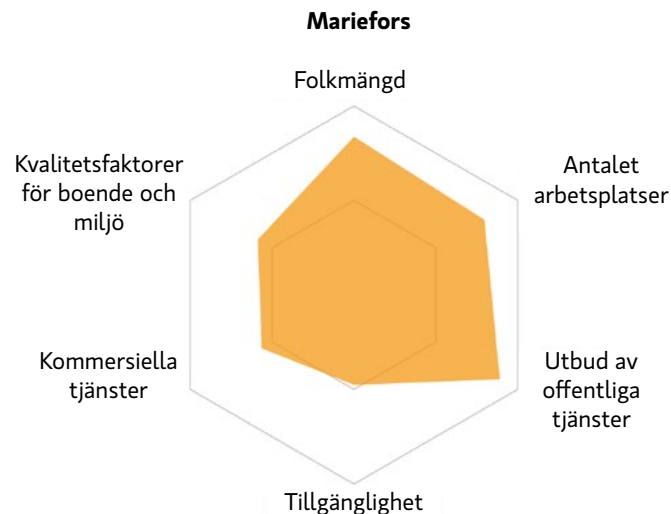 Mariefors
Folkmängd
Kvalitetsfaktorer
för boende och
miljö
Antalet
arbetsplatser
Kommersiella
tjänster
Utbud av
offentliga
tjänster
Tillgänglighet